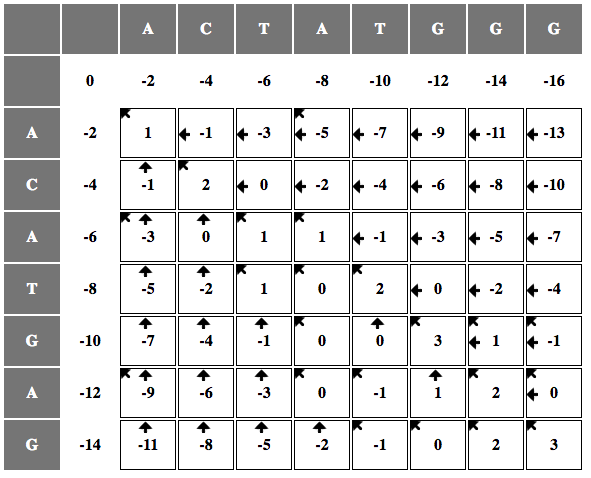 A C T A T G G G
0 -2 -4 -6 -8 -10 -12 -14 -16
A -2 1 -1 -3 -5 -7 -9 -11 -13
C -4 -1 2 0 -2 -4 -6 -8 -10
A -6 -3 0 1 1 -1 -3 -5 -7
T -8 -5 -2 1 0 2 0 -2 -4
G -10 -7 -4 -1 0 0 3 1 -1
A -12 -9 -6 -3 0 -1 1 2 0
G -14 -11 -8 -5 -2 -1 0 2 3